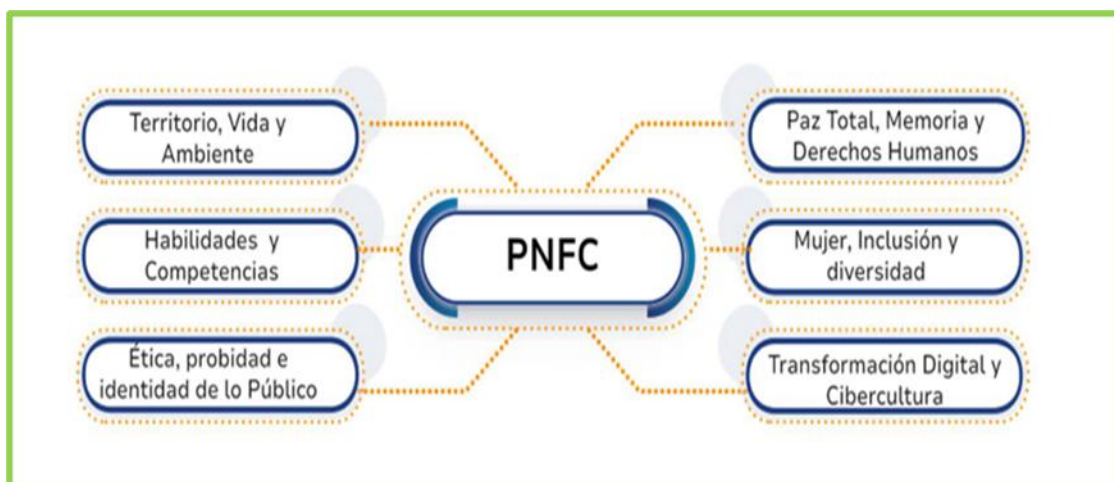 Territorio, Vida y
Ambiente
Habilidades y
Competencias
Ética, probidad e
identidad de lo Público
PNFC
Paz Total, Memoria y
Derechos Humanos
Mujer, Inclusión y
diversidad
Transformación Digital y
Cibercultura